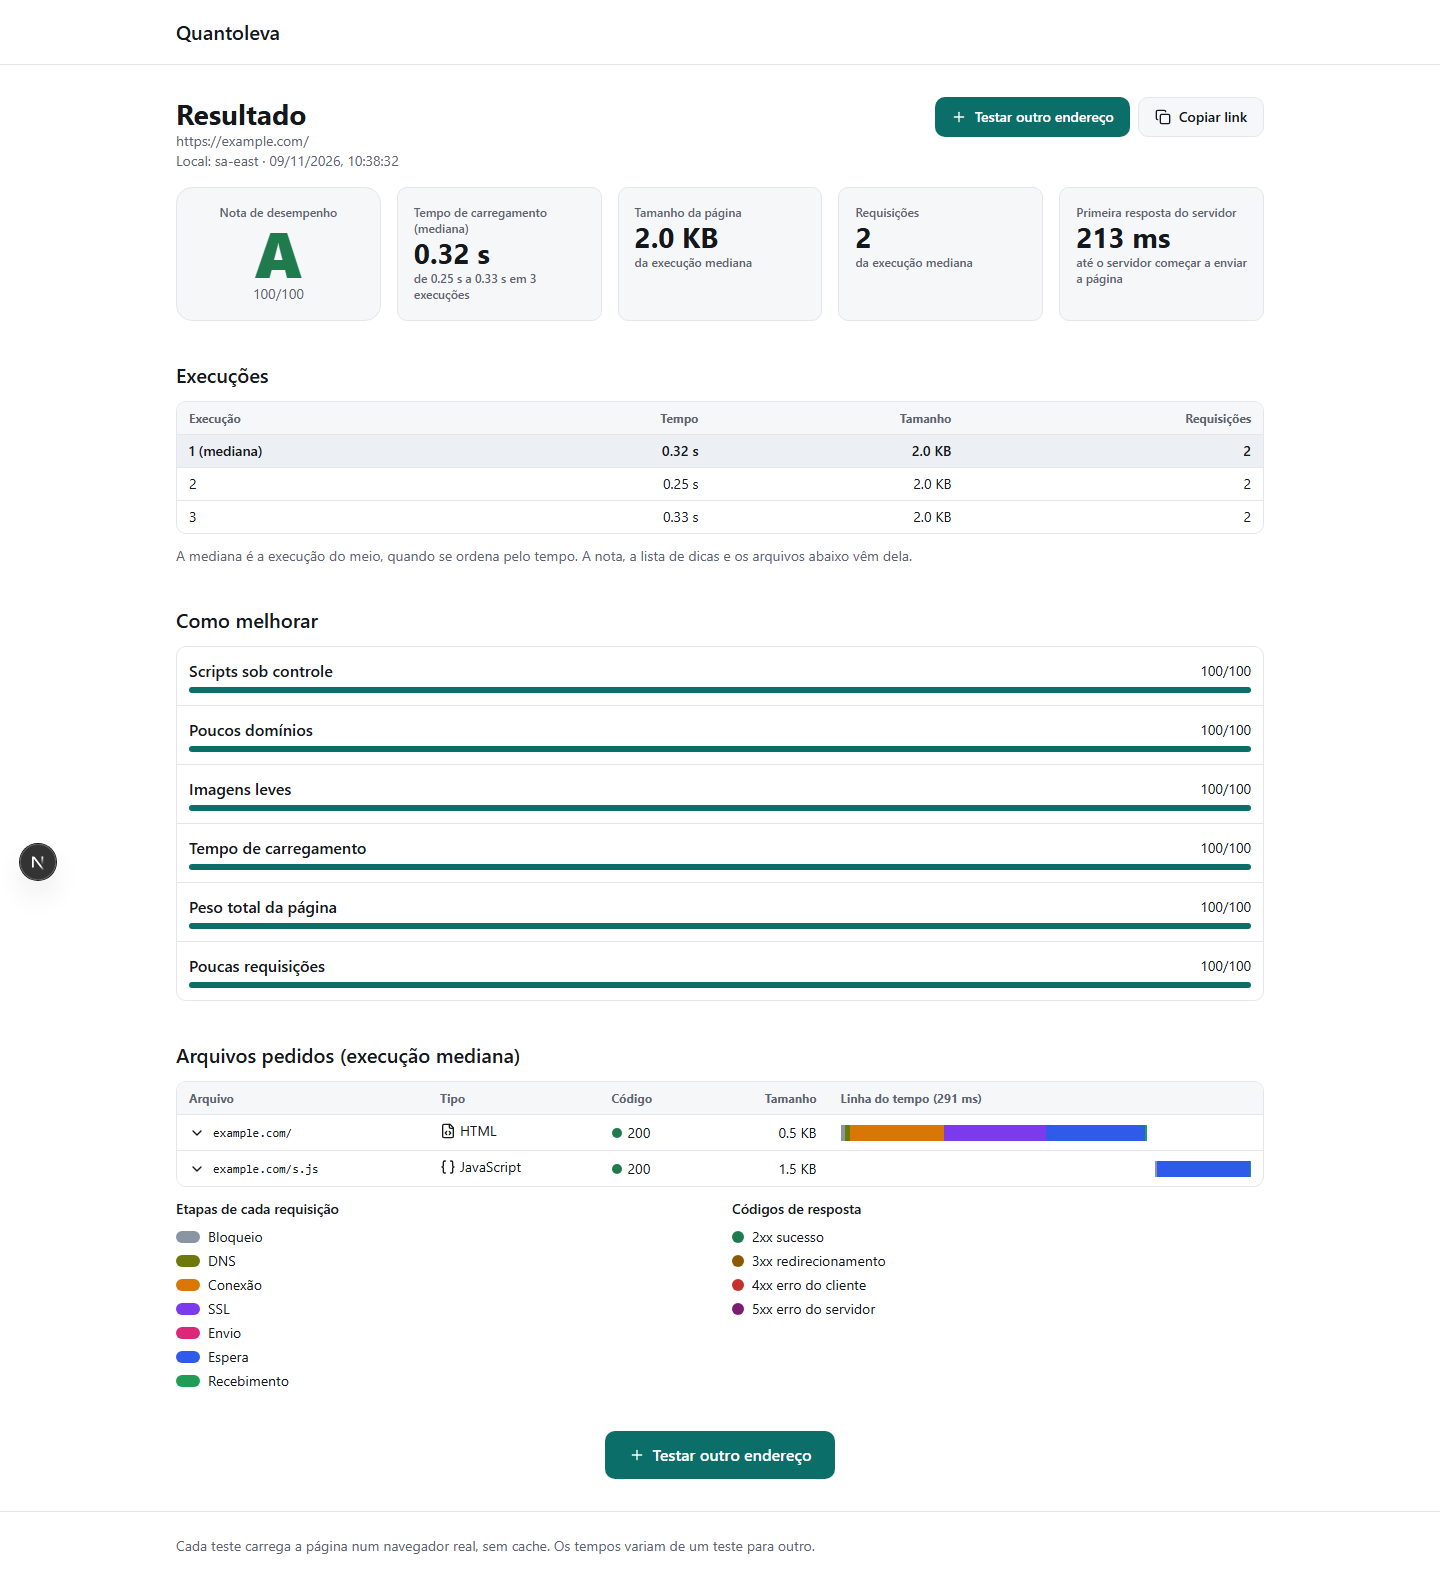 Quantoleva
Resultado
https://example.com/
Local: sa-east · 09/11/2026, 10:38:32
Testar outro endereço
Copiar link
Nota de desempenho
A
100/100
Tempo de carregamento
(mediana)
0.32 s
de 0.25 s a 0.33 s em 3
execuções
Tamanho da página
2.0 KB
da execução mediana
Requisições
2
da execução mediana
Primeira resposta do servidor
213 ms
até o servidor começar a enviar
a página
Execuções
Execução Tempo Tamanho Requisições
1 (mediana) 0.32 s 2.0 KB 2
2 0.25 s 2.0 KB 2
3 0.33 s 2.0 KB 2
A mediana é a execução do meio, quando se ordena pelo tempo. A nota, a lista de dicas e os arquivos abaixo vêm dela.
Como melhorar
Scripts sob controle 100/100
Poucos domínios 100/100
Imagens leves 100/100
Tempo de carregamento 100/100
Peso total da página 100/100
Poucas requisições 100/100
N
Arquivos pedidos (execução mediana)
Arquivo Tipo Código Tamanho Linha do tempo (291 ms)
example.com/ HTML 200 0.5 KB
example.com/s.js JavaScript 200 1.5 KB
Etapas de cada requisição
Bloqueio
DNS
Conexão
SSL
Envio
Espera
Recebimento
Códigos de resposta
2xx sucesso
3xx redirecionamento
4xx erro do cliente
5xx erro do servidor
Testar outro endereço
Cada teste carrega a página num navegador real, sem cache. Os tempos variam de um teste para outro.